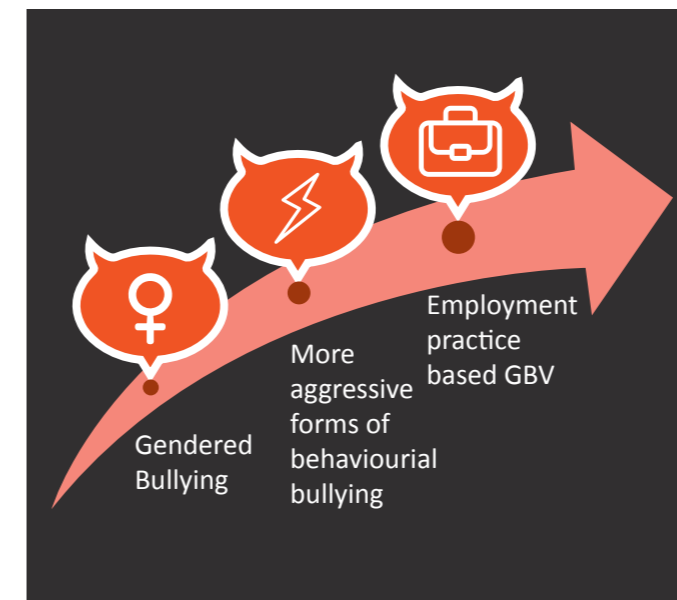 Gendered
Bullying
More
aggressive
forms of
behaviourial
bullying
Employment
practice
based GBV